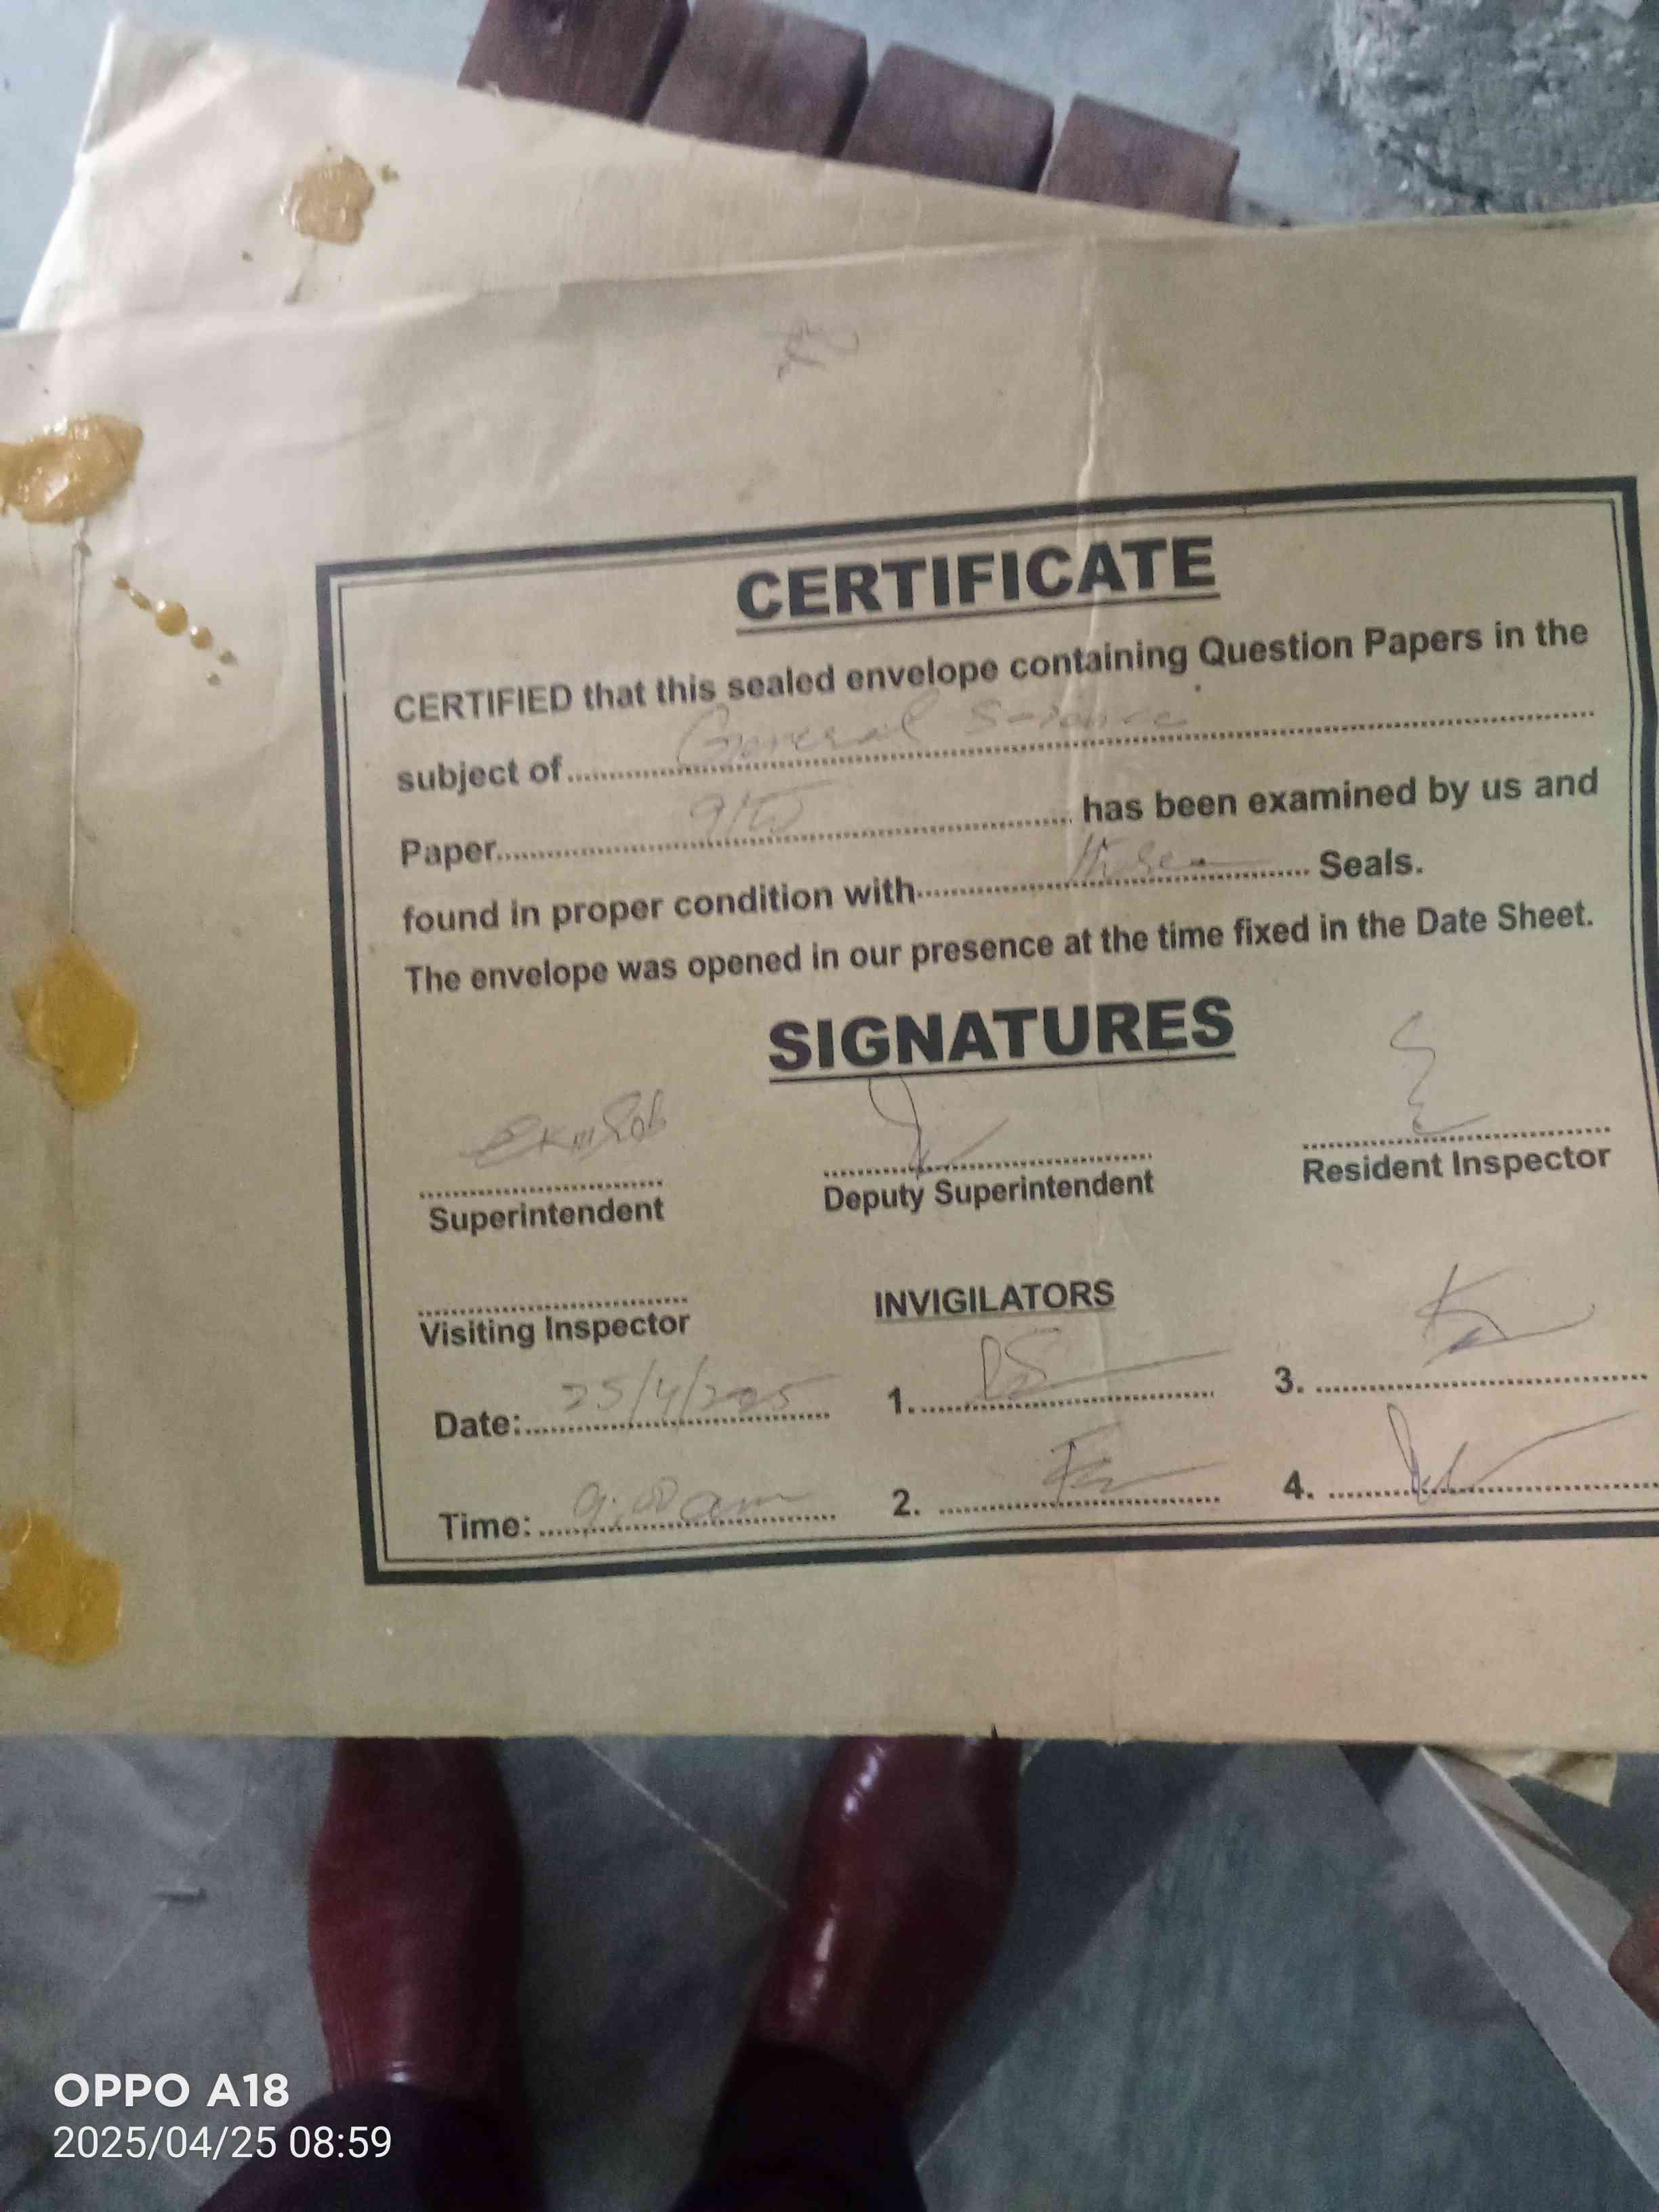 CERTIFICATE
CERTIFIED that this sealed envelope containing Question Papers in the
subject of General Science
Paper 9th has been examined by us and
found in proper condition with Seals.
The envelope was opened in our presence at the time fixed in the Date Sheet.
SIGNATURES
Superintendent Deputy Superintendent Resident Inspector
Visiting Inspector INVIGILATORS
Date: 25/4/2025 1. 3.
Time: 9:00 am 2. 4.
OPPO A18
2025/04/25 08:59